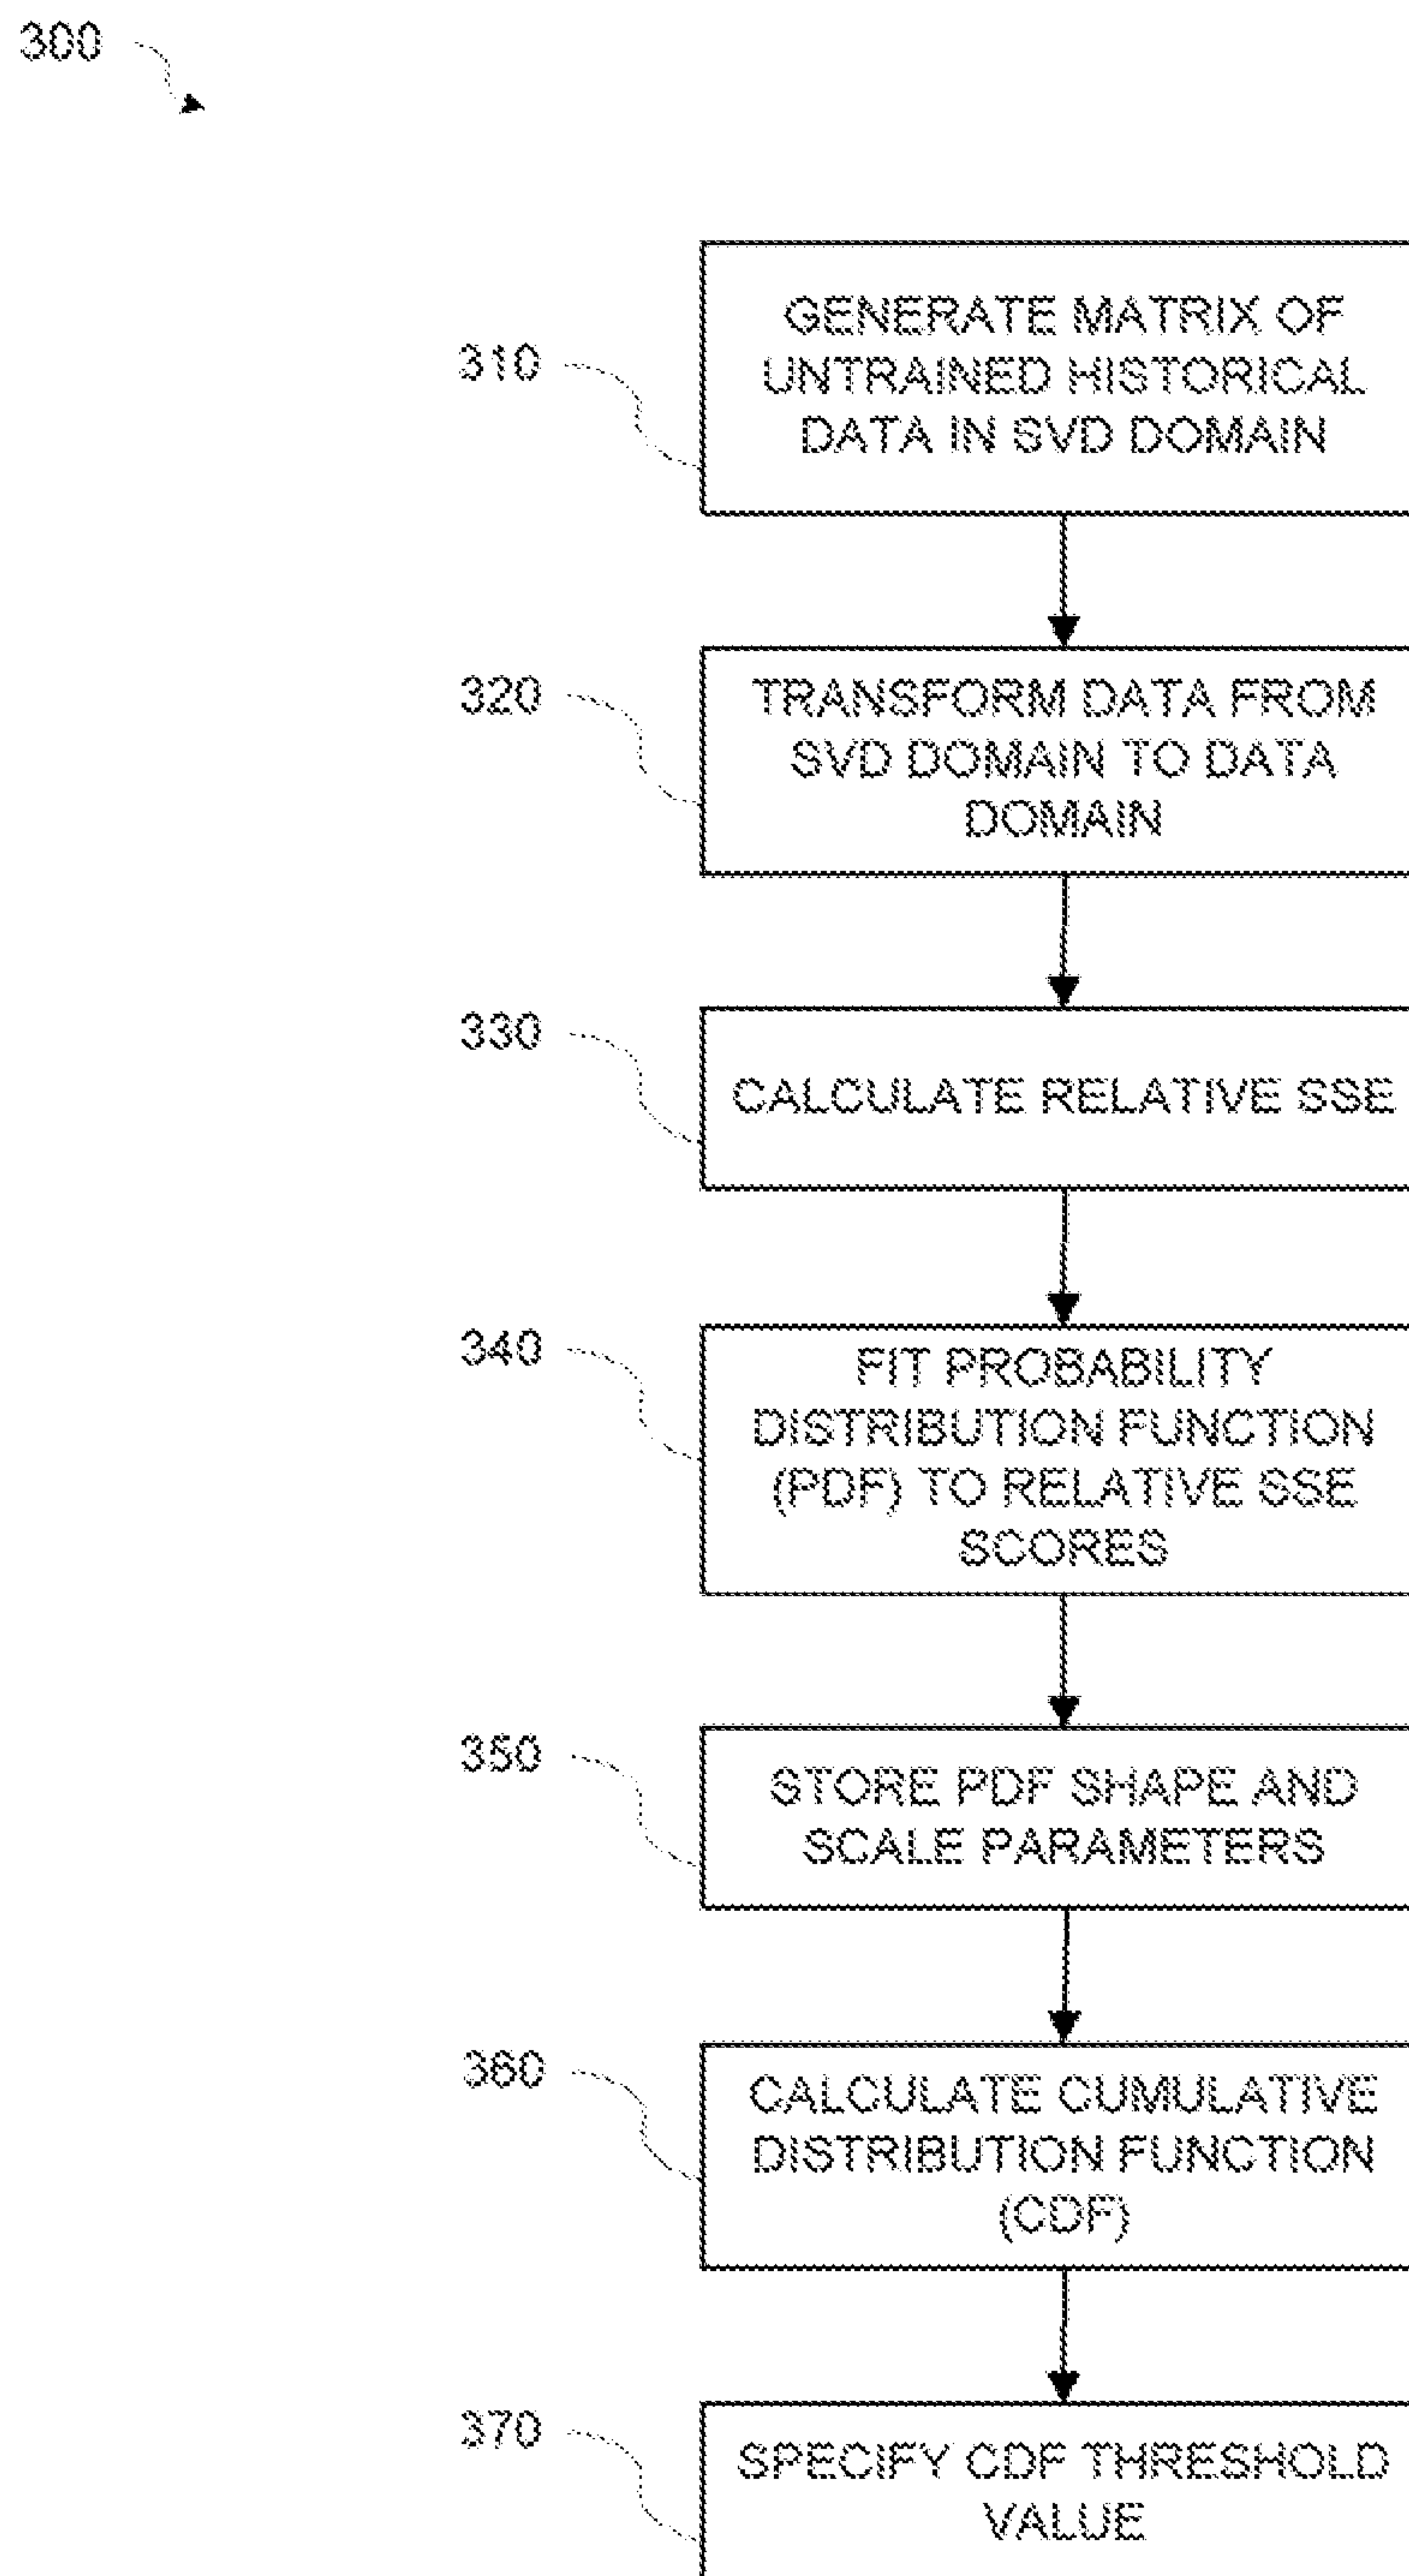 300
310
GENERATE MATRIX OF
UNTRAINED HISTORICAL
DATA IN SVD DOMAIN
320
TRANSFORM DATA FROM
SVD DOMAIN TO DATA
DOMAIN
330
CALCULATE RELATIVE SSE
340
FIT PROBABILITY
DISTRIBUTION FUNCTION
(PDF) TO RELATIVE SSE
SCORES
350
STORE PDF SHAPE AND
SCALE PARAMETERS
360
CALCULATE CUMULATIVE
DISTRIBUTION FUNCTION
(CDF)
370
SPECIFY CDF THRESHOLD
VALUE